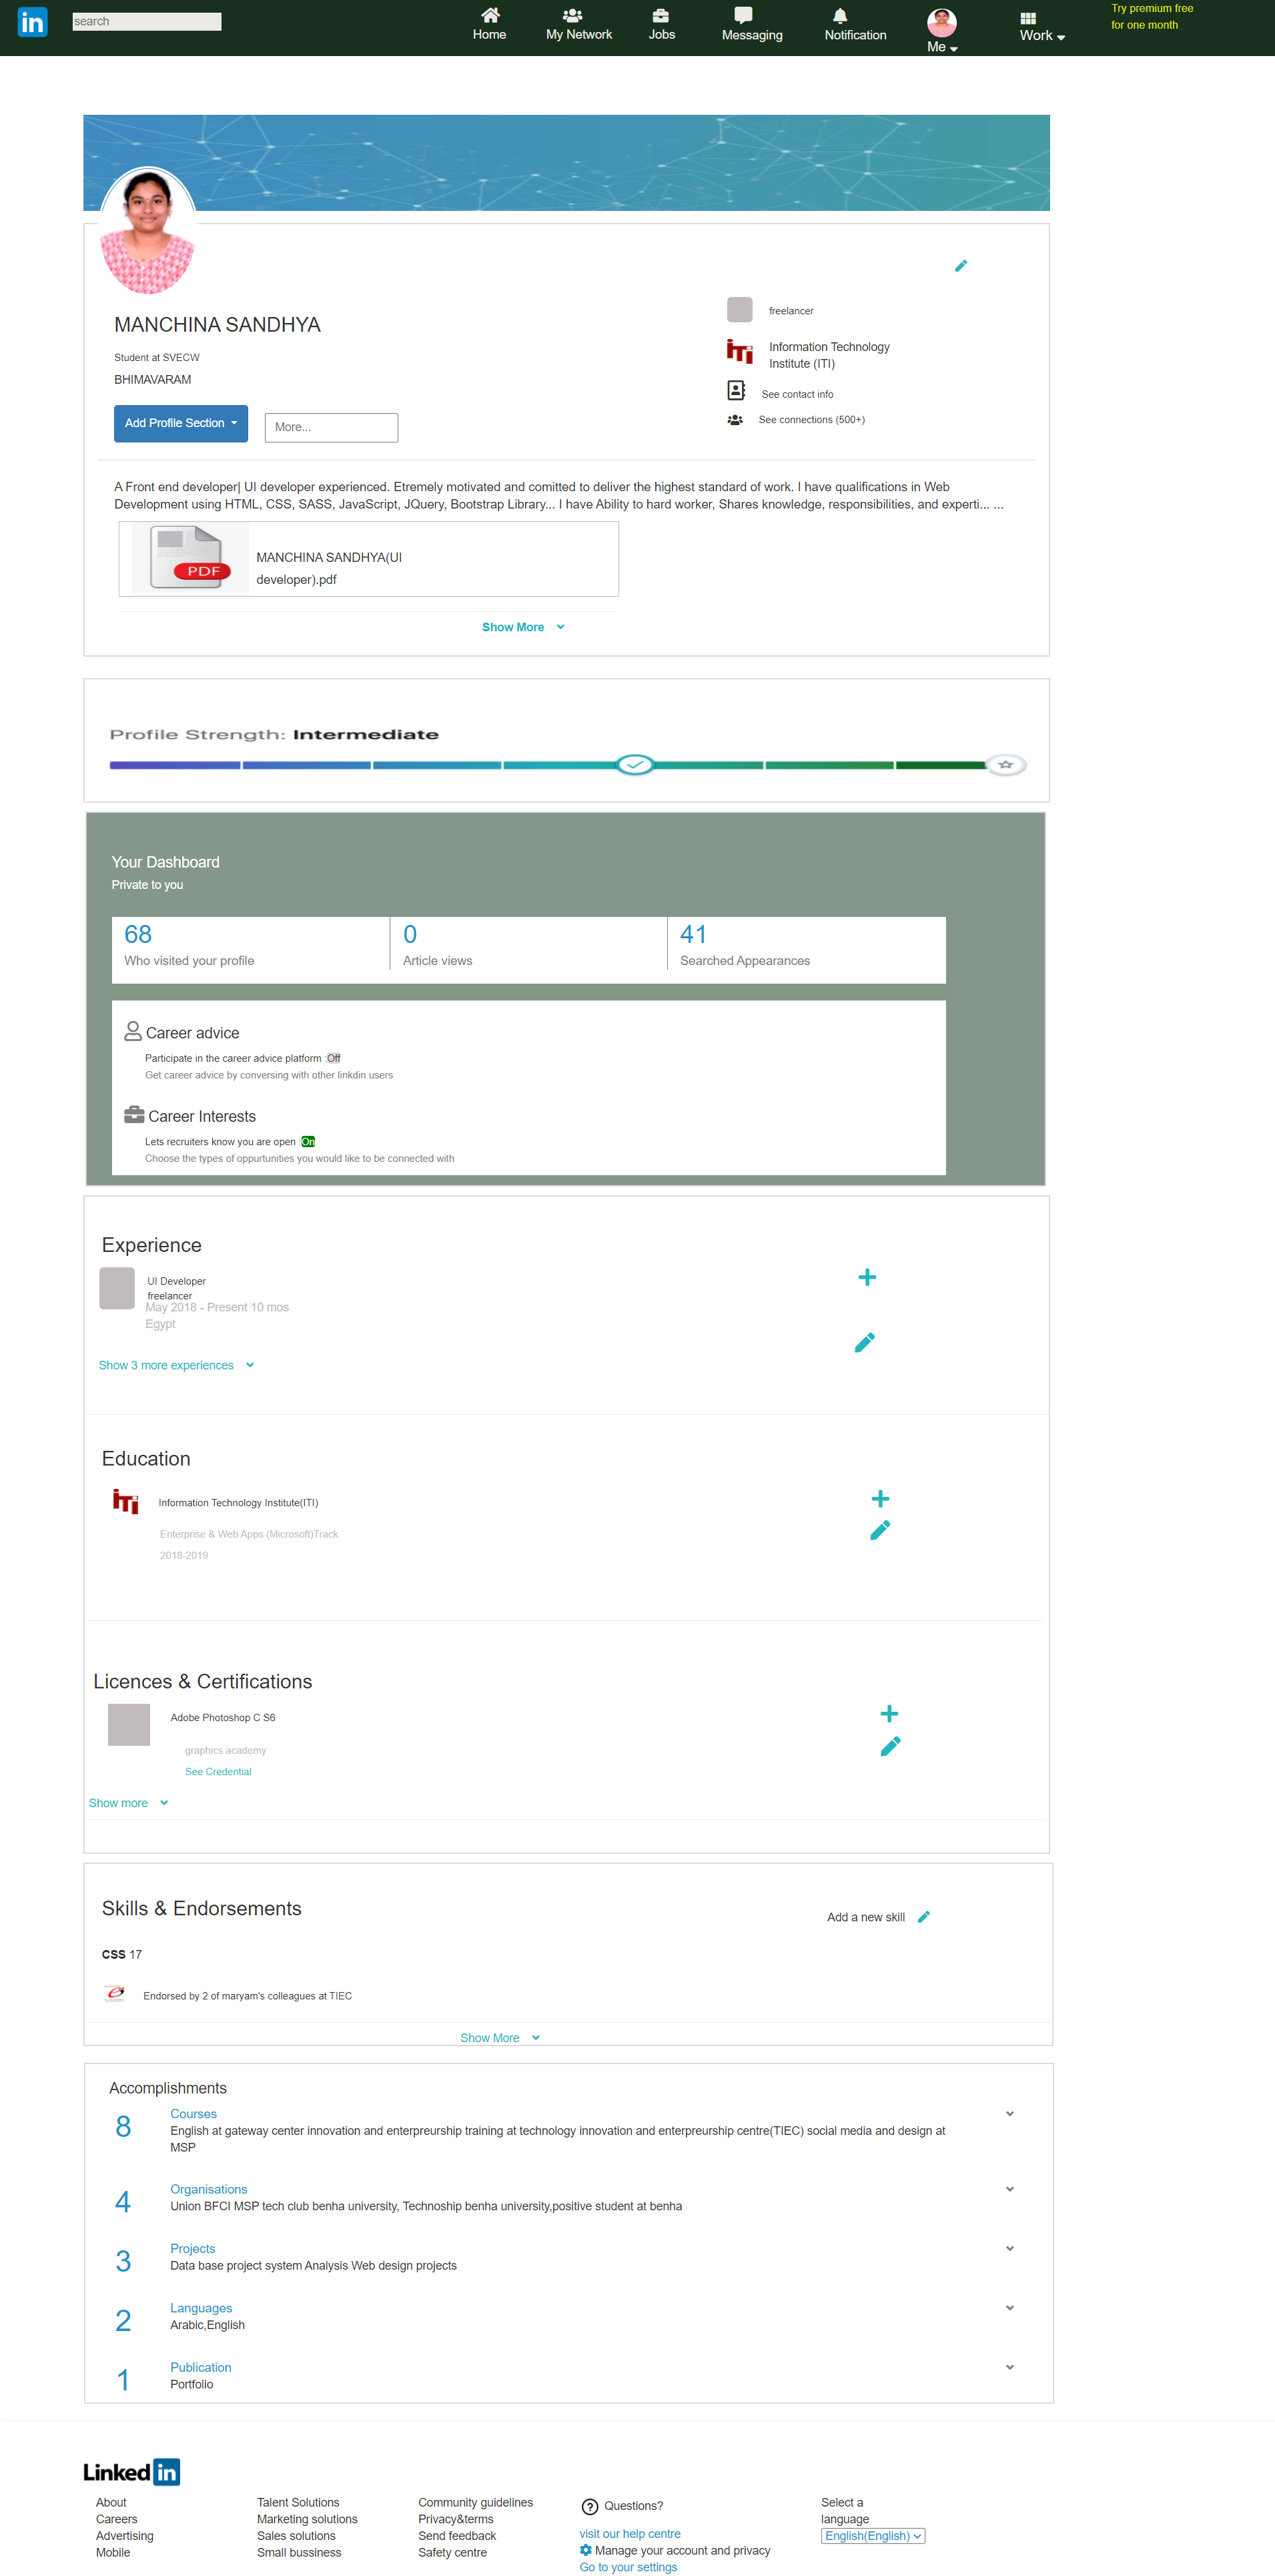 in
search
Home
My Network
Jobs
Messaging
Notification
Me
Work
Try premium free
for one month
MANCHINA SANDHYA
Student at SVECW
BHIMAVARAM
Add Profile Section
More...
freelancer
iTi
Information Technology
Institute (ITI)
See contact info
See connections (500+)
A Front end developer| UI developer experienced. Etremely motivated and comitted to deliver the highest standard of work. I have qualifications in Web
Development using HTML, CSS, SASS, JavaScript, JQuery, Bootstrap Library... I have Ability to hard worker, Shares knowledge, responsibilities, and experti... ...
PDF
MANCHINA SANDHYA(UI
developer).pdf
Show More
Profile Strength: Intermediate
Your Dashboard
Private to you
68
Who visited your profile
0
Article views
41
Searched Appearances
Career advice
Participate in the career advice platform :Off
Get career advice by conversing with other linkdin users
Career Interests
Lets recruiters know you are open :On
Choose the types of oppurtunities you would like to be connected with
Experience
UI Developer
freelancer
May 2018 - Present 10 mos
Egypt
Show 3 more experiences
Education
iTi
Information Technology Institute(ITI)
Enterprise & Web Apps (Microsoft)Track
2018-2019
Licences & Certifications
Adobe Photoshop C S6
graphics academy
See Credential
Show more
Skills & Endorsements
Add a new skill
CSS 17
Endorsed by 2 of maryam's colleagues at TIEC
Show More
Accomplishments
8
Courses
English at gateway center innovation and enterpreurship training at technology innovation and enterpreurship centre(TIEC) social media and design at
MSP
4
Organisations
Union BFCI MSP tech club benha university, Technoship benha university,positive student at benha
3
Projects
Data base project system Analysis Web design projects
2
Languages
Arabic,English
1
Publication
Portfolio
Linked in
About
Careers
Advertising
Mobile
Talent Solutions
Marketing solutions
Sales solutions
Small bussiness
Community guidelines
Privacy&terms
Send feedback
Safety centre
Questions?
visit our help centre
Manage your account and privacy
Go to your settings
Select a
language
English(English)